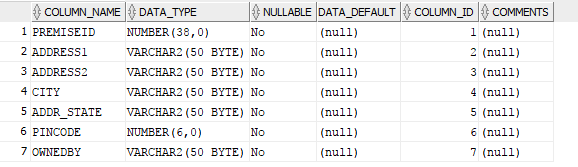 COLUMN_NAME DATA_TYPE NULLABLE DATA_DEFAULT COLUMN_ID COMMENTS
1 PREMISEID NUMBER(38,0) No (null) 1 (null)
2 ADDRESS1 VARCHAR2(50 BYTE) No (null) 2 (null)
3 ADDRESS2 VARCHAR2(50 BYTE) No (null) 3 (null)
4 CITY VARCHAR2(50 BYTE) No (null) 4 (null)
5 ADDR_STATE VARCHAR2(50 BYTE) No (null) 5 (null)
6 PINCODE NUMBER(6,0) No (null) 6 (null)
7 OWNEDBY VARCHAR2(50 BYTE) No (null) 7 (null)